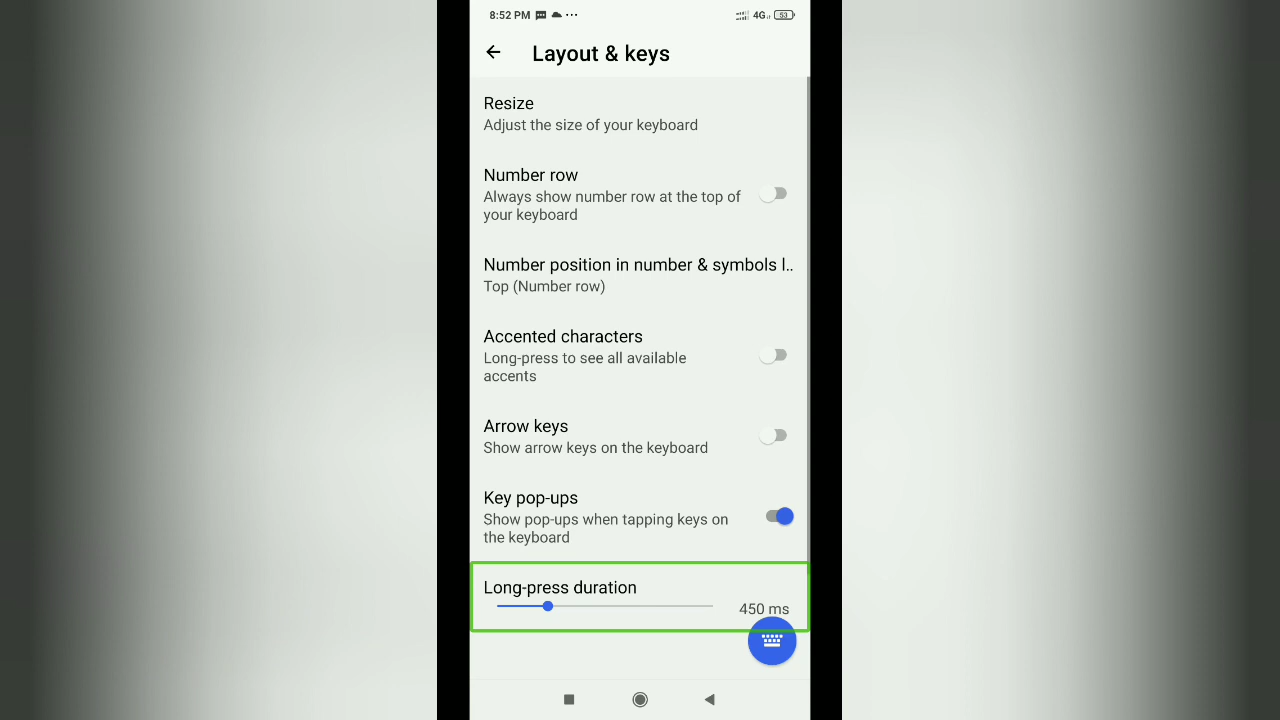 8:52 PM 4G 53
Layout & keys
Resize
Adjust the size of your keyboard
Number row
Always show number row at the top of
your keyboard
Number position in number & symbols l..
Top (Number row)
Accented characters
Long-press to see all available
accents
Arrow keys
Show arrow keys on the keyboard
Key pop-ups
Show pop-ups when tapping keys on
the keyboard
Long-press duration
450 ms